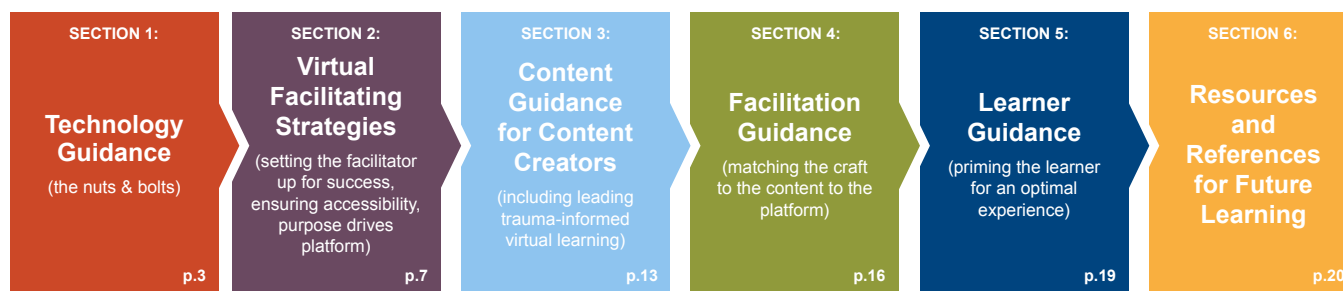 SECTION 1:
Technology
Guidance
(the nuts & bolts)
p.3
SECTION 2:
Virtual
Facilitating
Strategies
(setting the facilitator
up for success,
ensuring accessibility,
purpose drives
platform)
p.7
SECTION 3:
Content
Guidance
for Content
Creators
(including leading
trauma-informed
virtual learning)
p.13
SECTION 4:
Facilitation
Guidance
(matching the craft
to the content to the
platform)
p.16
SECTION 5:
Learner
Guidance
(priming the learner
for an optimal
experience)
p.19
SECTION 6:
Resources
and
References
for Future
Learning
p.20